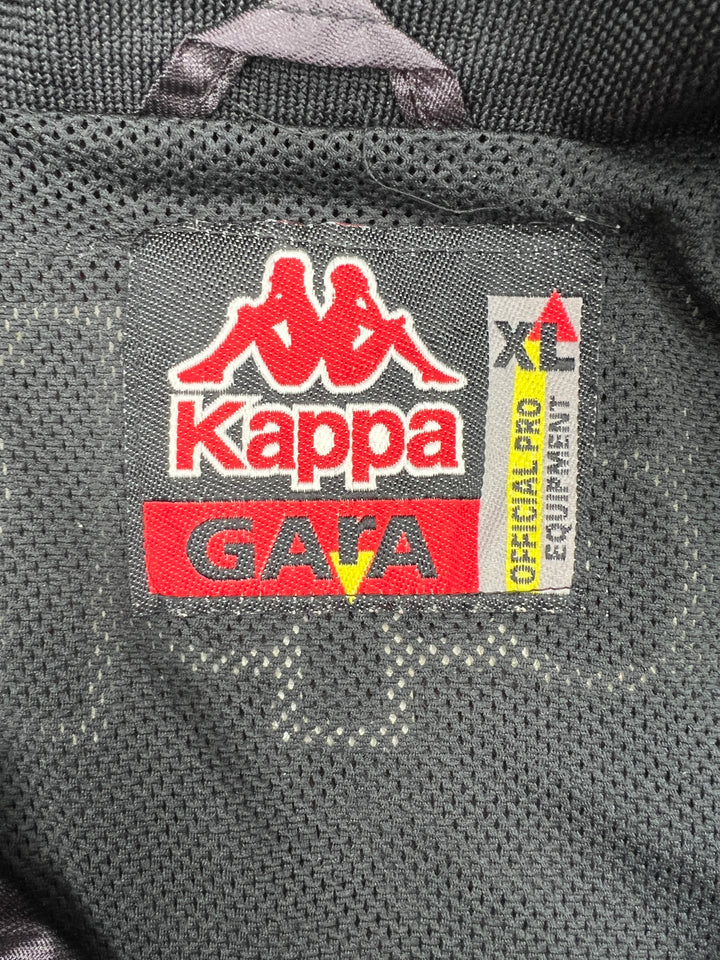 Kappa
GArA
XL
OFFICIAL PRO
EQUIPMENT